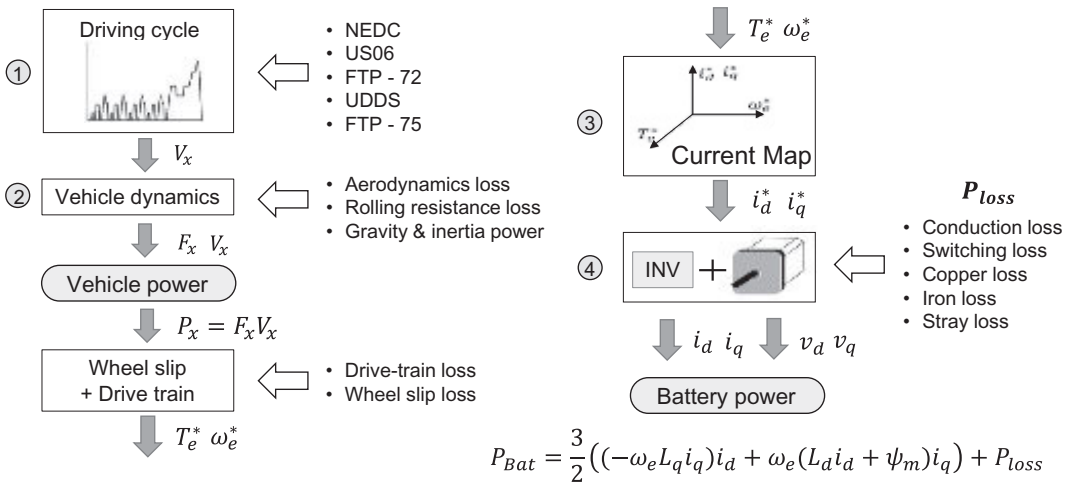 Driving cycle
①
• NEDC
• US06
• FTP - 72
• UDDS
• FTP - 75
V_x
②
Vehicle dynamics
• Aerodynamics loss
• Rolling resistance loss
• Gravity & inertia power
F_x V_x
Vehicle power
P_x = F_xV_x
Wheel slip
+ Drive train
• Drive-train loss
• Wheel slip loss
T_e^* ω_e^*
T_e^* ω_e^*
③
i_d^* i_q^*
ω_e^*
T_e^*
Current Map
i_d^* i_q^*
④
INV
+
P_loss
• Conduction loss
• Switching loss
• Copper loss
• Iron loss
• Stray loss
i_d i_q
v_d v_q
Battery power
P_Bat = 3/2((-ω_eL_qi_q)i_d + ω_e(L_di_d + ψ_m)i_q) + P_loss